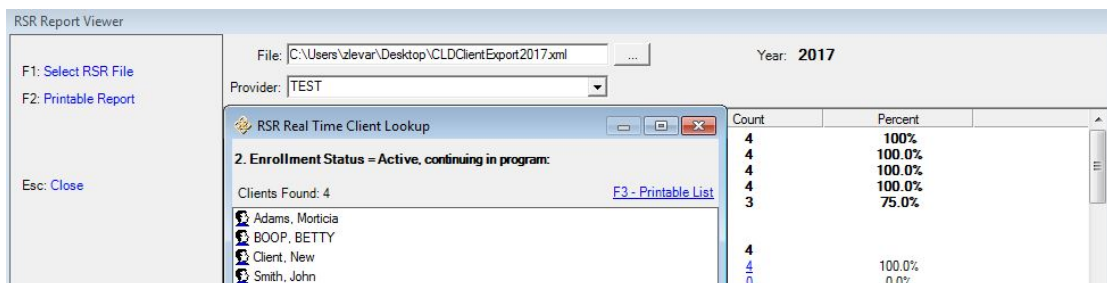 RSR Report Viewer
File: C:\Users\zlevar\Desktop\CLDClientExport2017.xml ... Year: 2017
F1: Select RSR File
Provider: TEST
F2: Printable Report
RSR Real Time Client Lookup
Count Percent
4 100%
2. Enrollment Status = Active, continuing in program:
4 100.0%
4 100.0%
Esc: Close
Clients Found: 4 F3 - Printable List
4 100.0%
3 75.0%
Adams, Morticia
BOOP, BETTY
Client, New
4
4 100.0%
Smith, John
0 0.0%